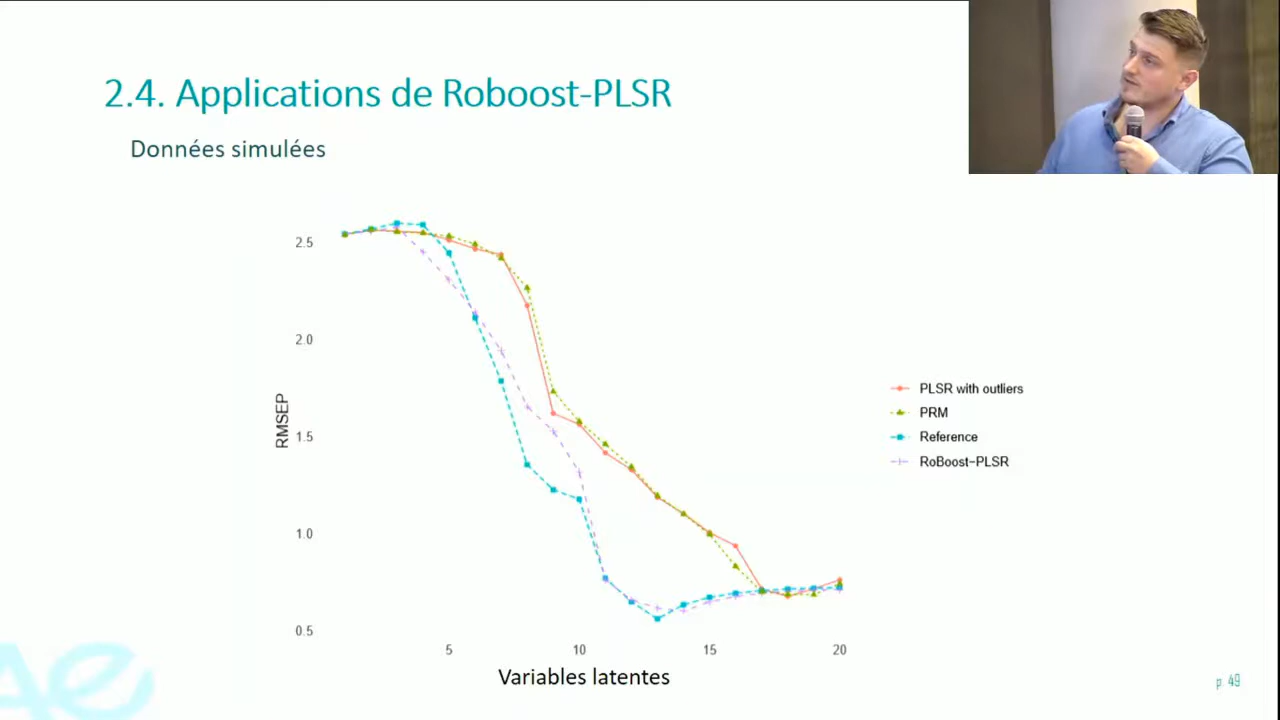 2.4. Applications de Roboost-PLSR
Données simulées
2.5
2.0
1.5
1.0
0.5
RMSEP
5
10
15
20
Variables latentes
PLSR with outliers
PRM
Reference
RoBoost-PLSR
p. 49
Ae